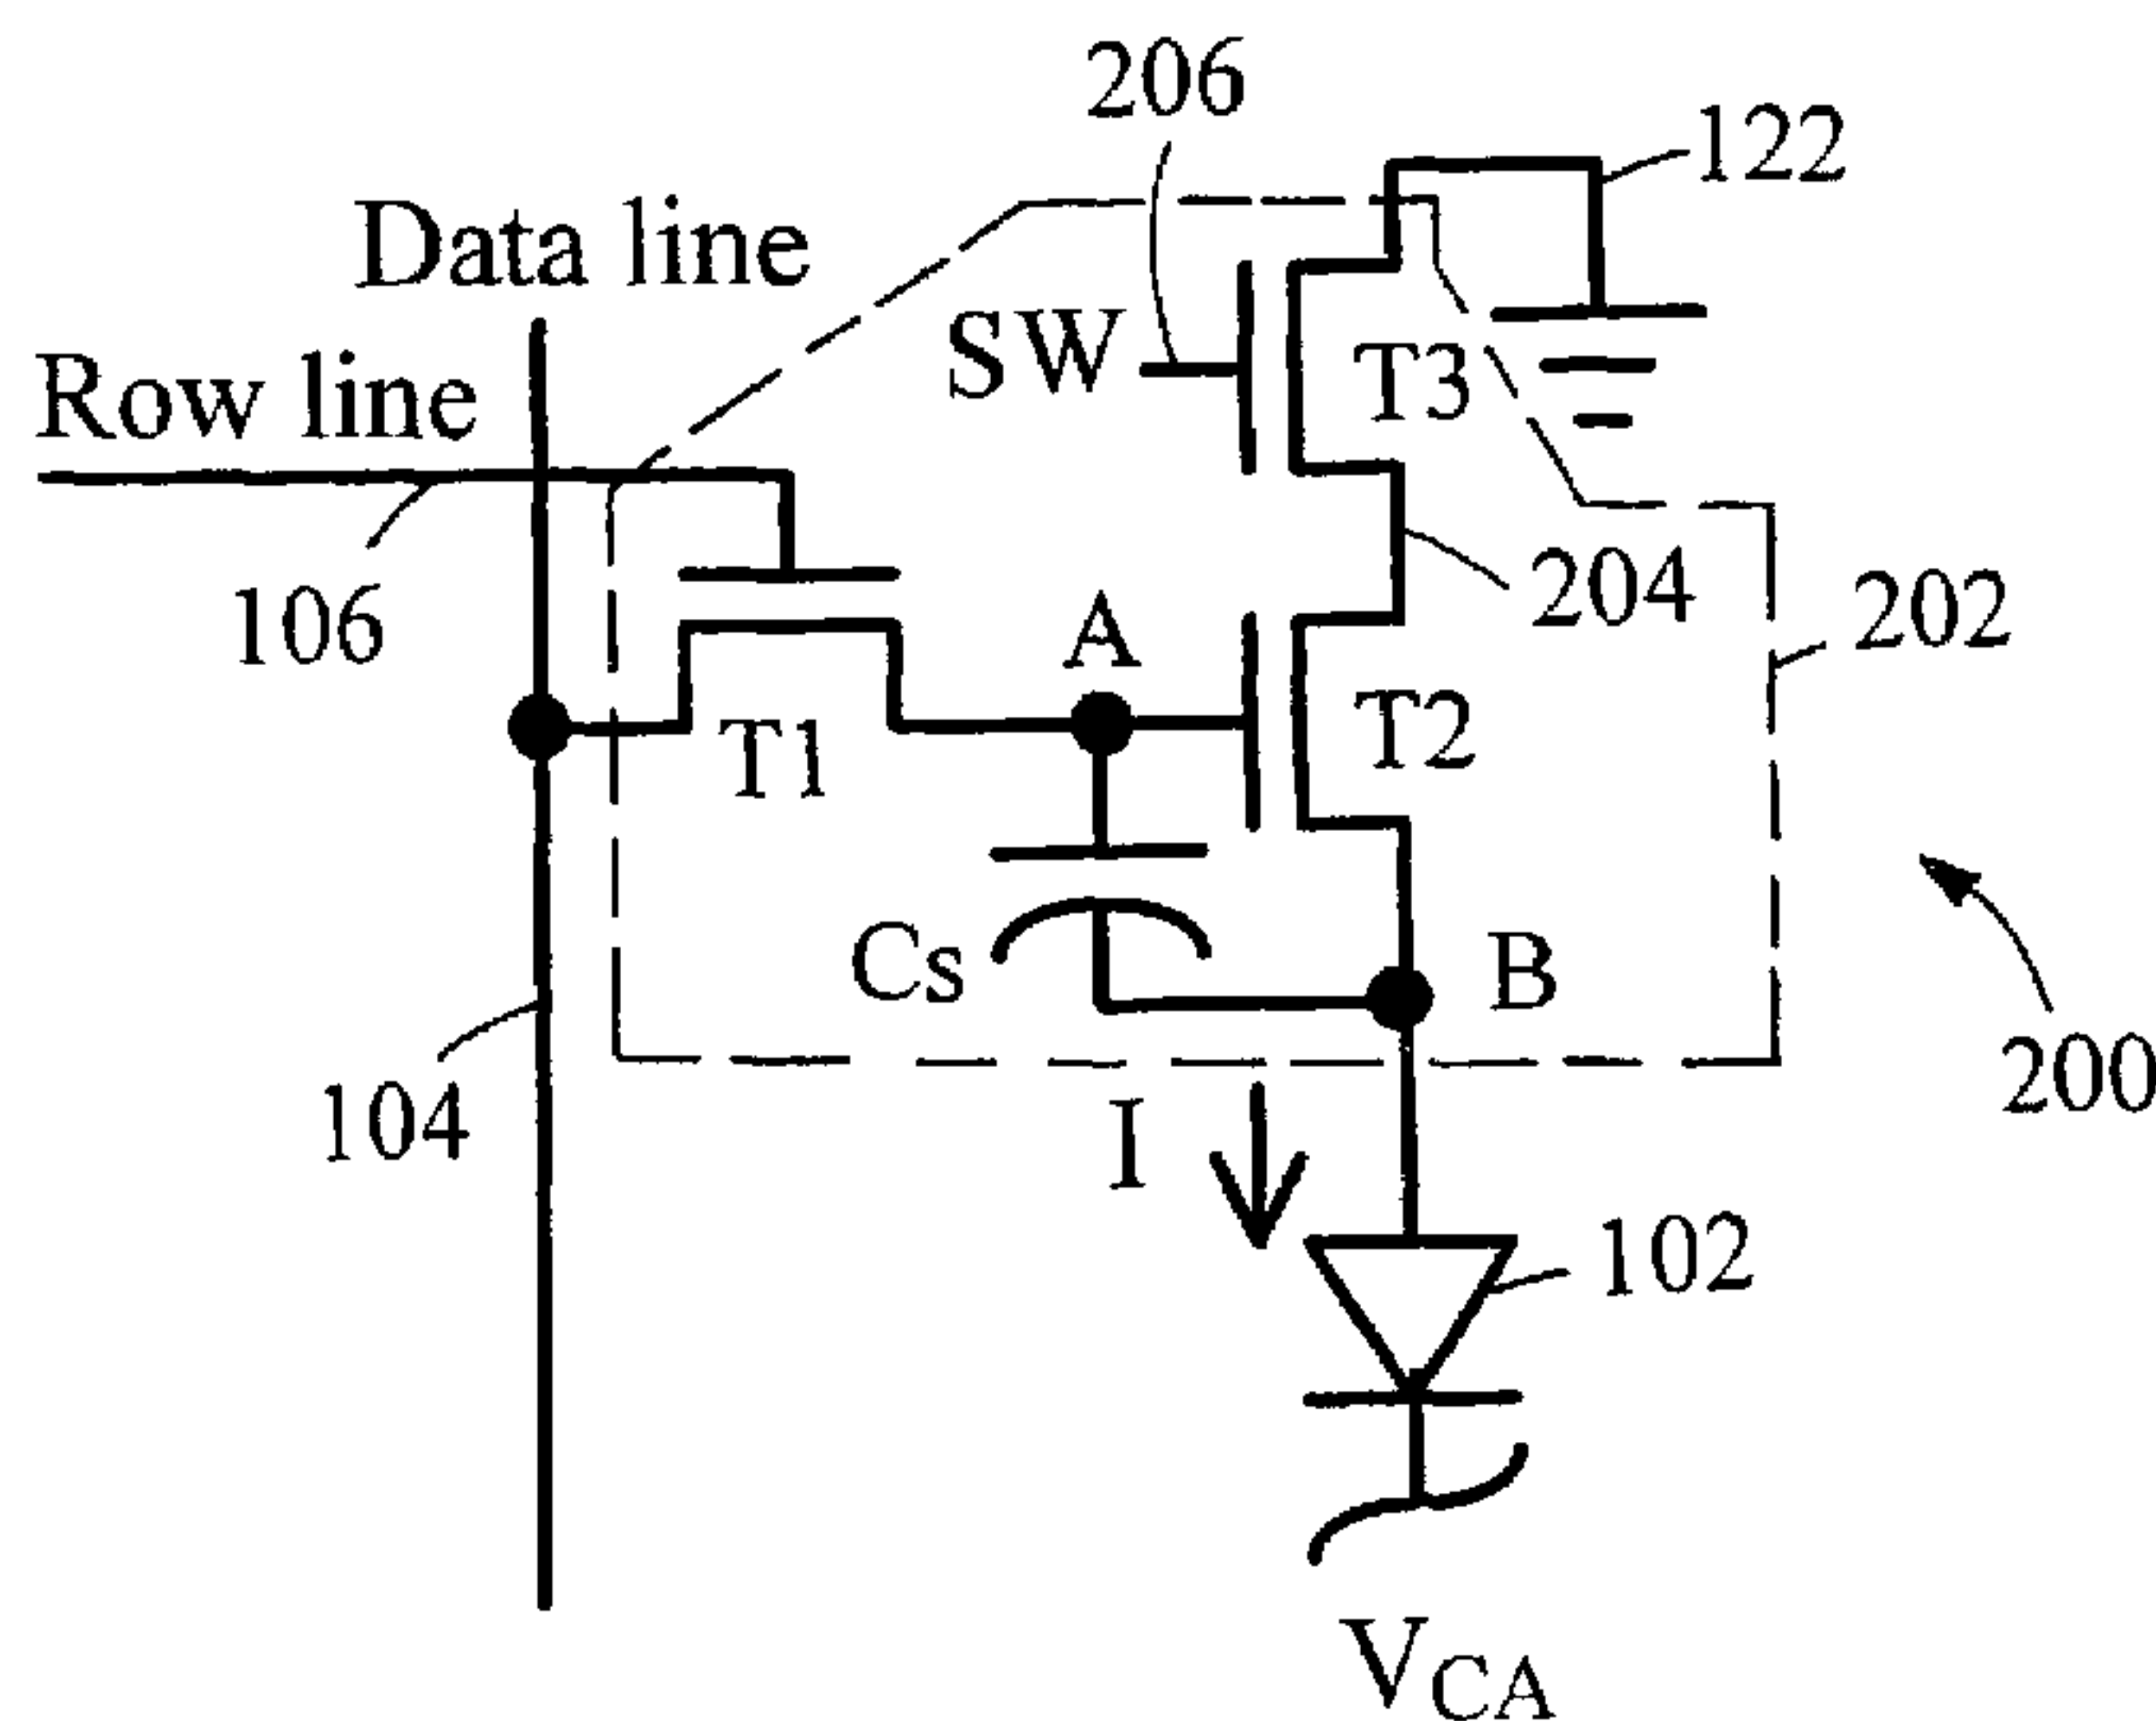 206
122
Data line
SW
T3
Row line
106
A
204
202
T1
T2
Cs
B
200
104
I
102
VCA